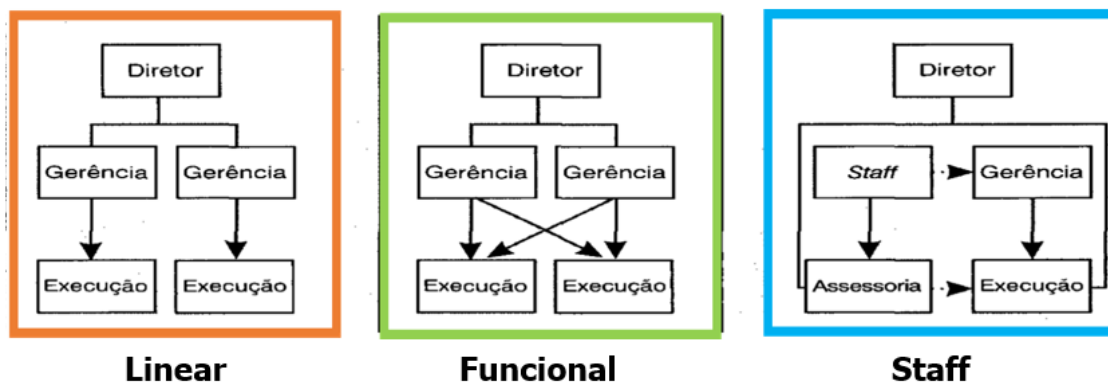 Diretor
Gerência Gerência
Execução Execução
Linear
Diretor
Gerência Gerência
Execução Execução
Funcional
Diretor
Staff Gerência
Assessoria Execução
Staff